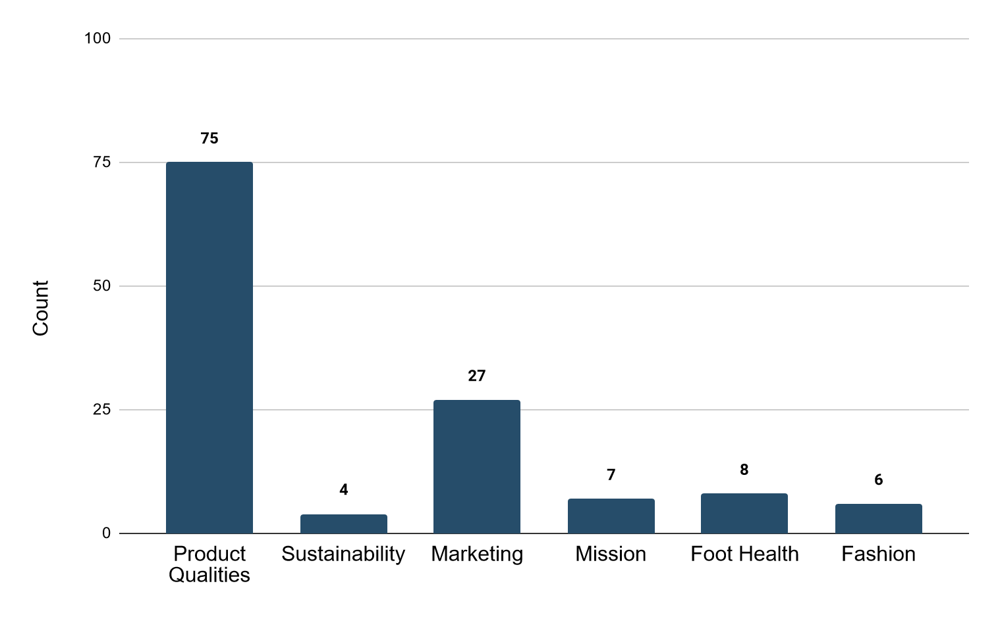 100
75
75
50
27
25
7
8
6
4
0
Count
Product
Qualities
Sustainability
Marketing
Mission
Foot Health
Fashion